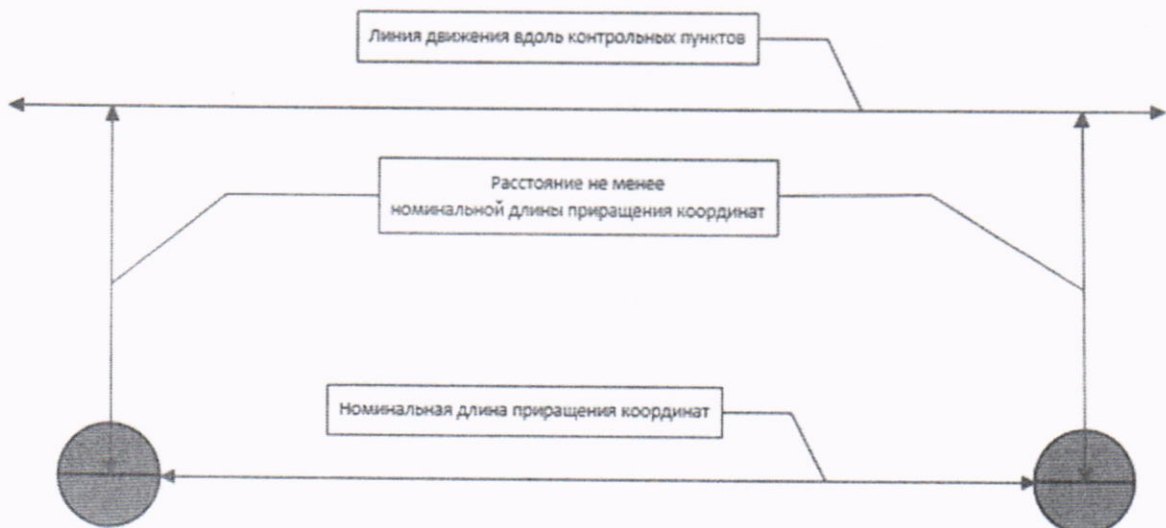 Линия движения вдоль контрольных пунктов
Расстояние не менее
номинальной длины приращения координат
Номинальная длина приращения координат